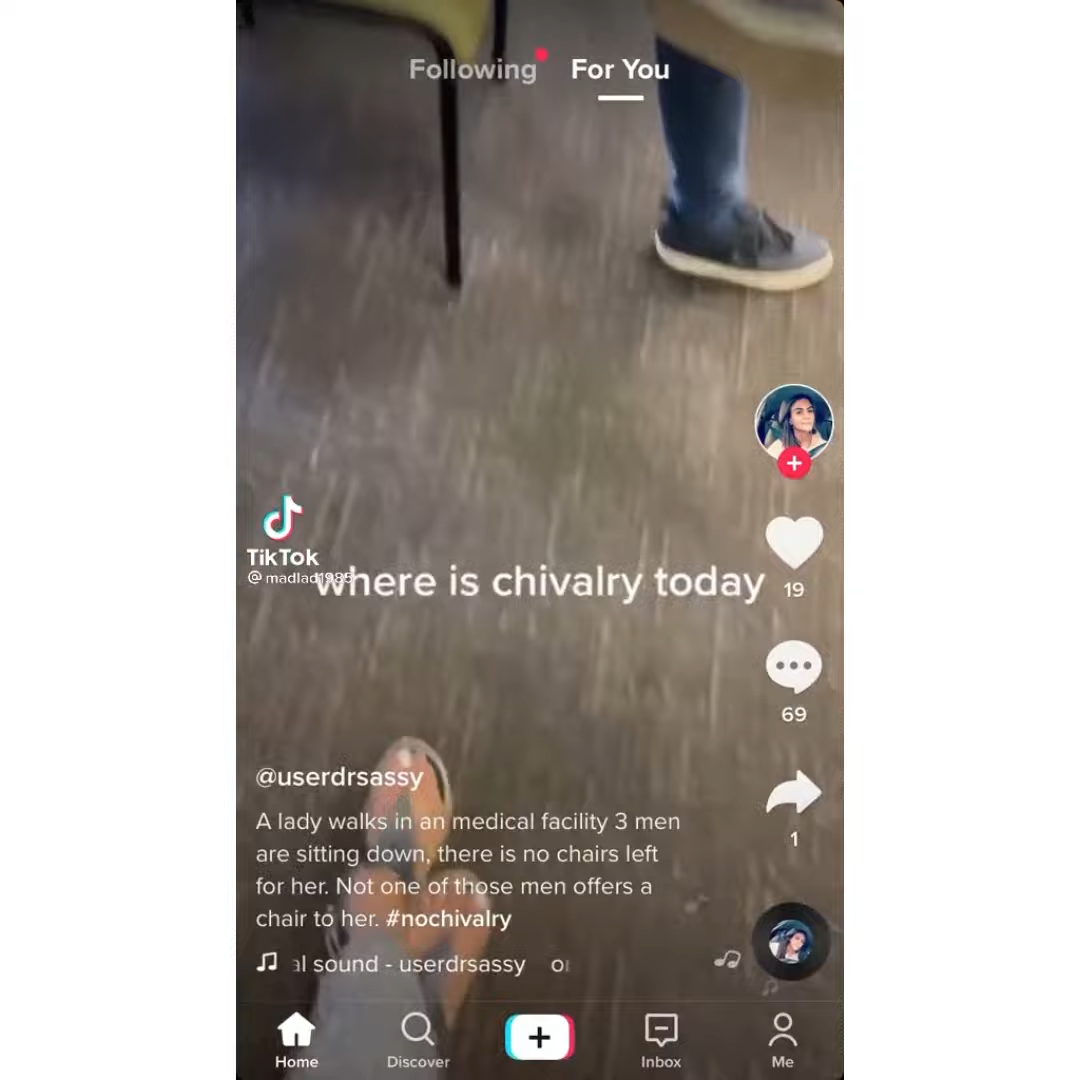 Following For You
TikTok
@madlad1985
where is chivalry today
19
69
@userdrsassy
A lady walks in an medical facility 3 men
are sitting down, there is no chairs left
for her. Not one of those men offers a
chair to her. #nochivalry
1
al sound - userdrsassy
Home Discover Inbox Me